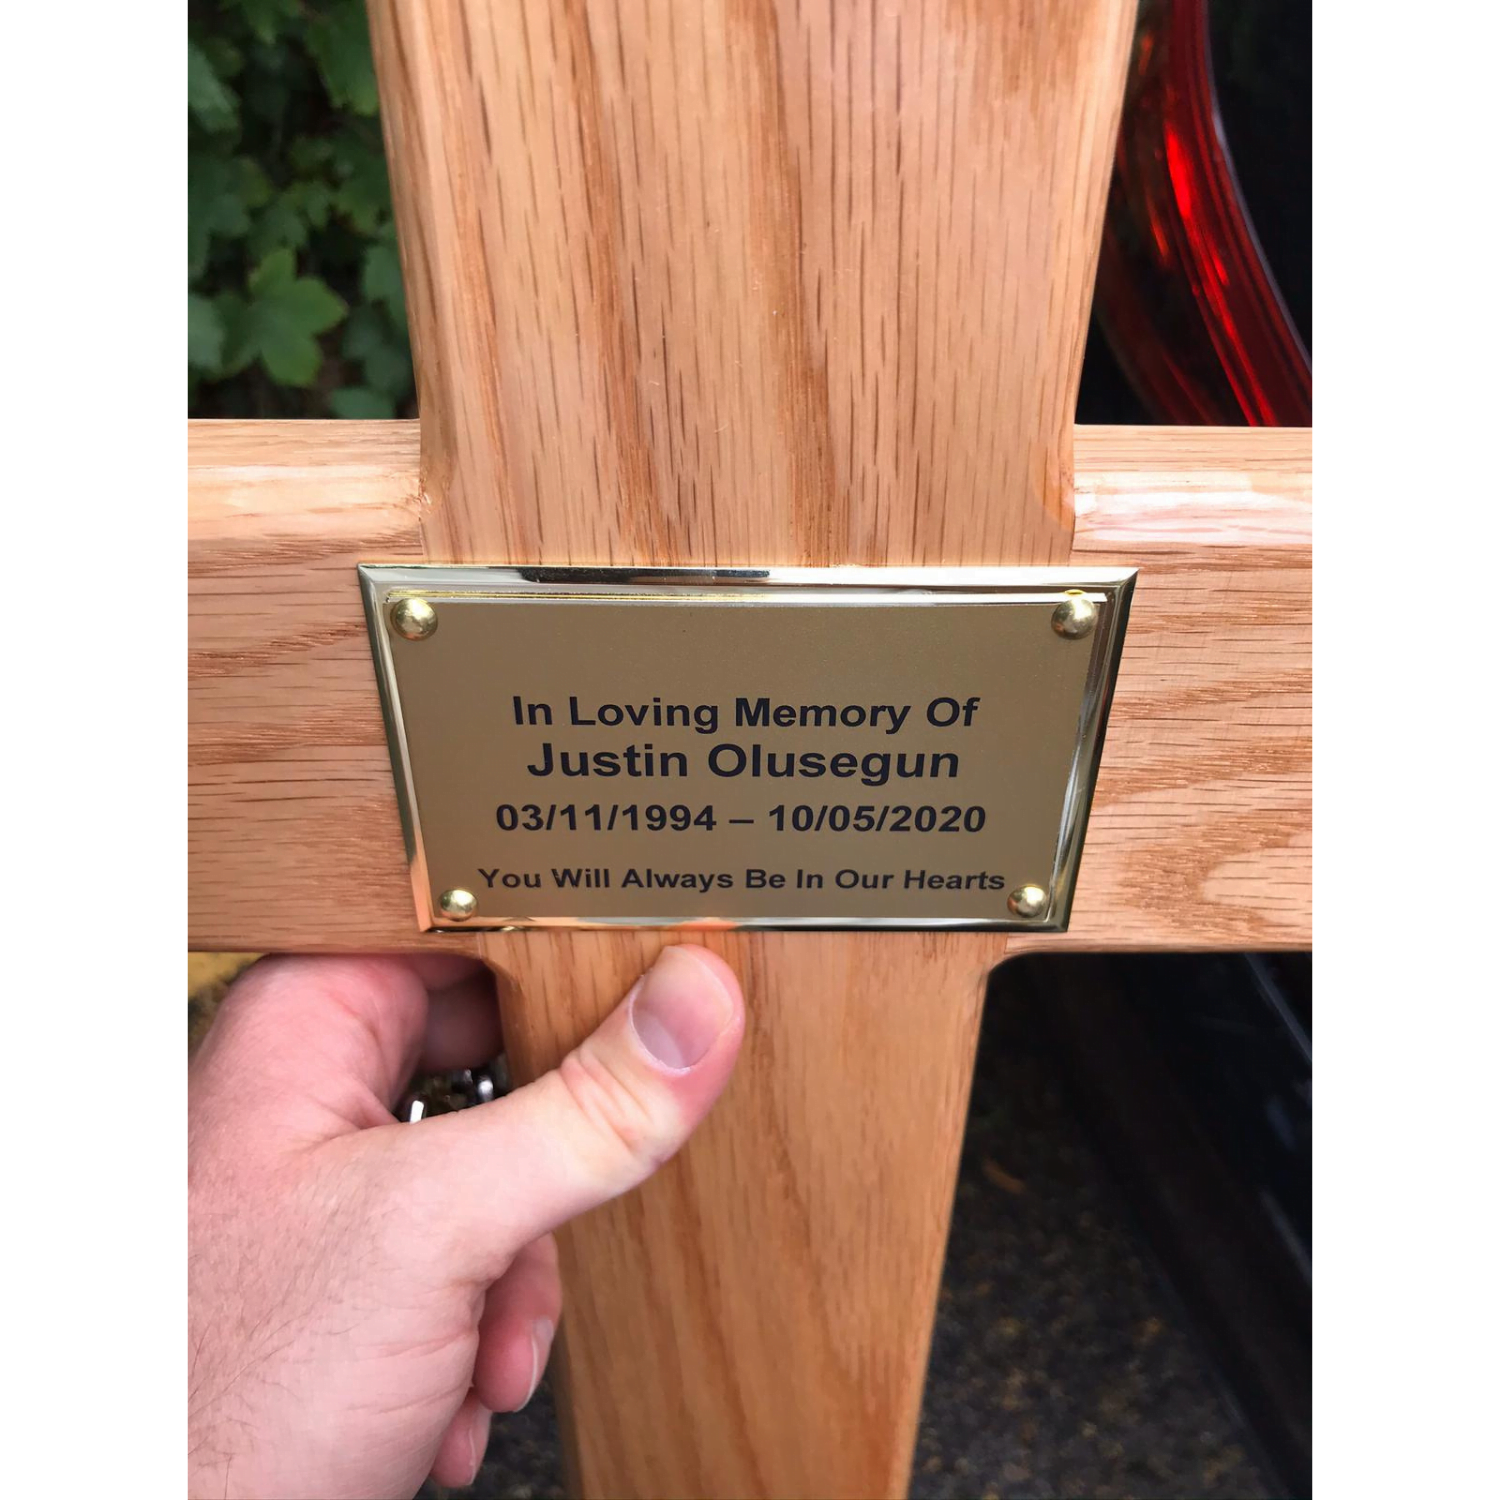 In Loving Memory Of
Justin Olusegun
03/11/1994 – 10/05/2020
You Will Always Be In Our Hearts